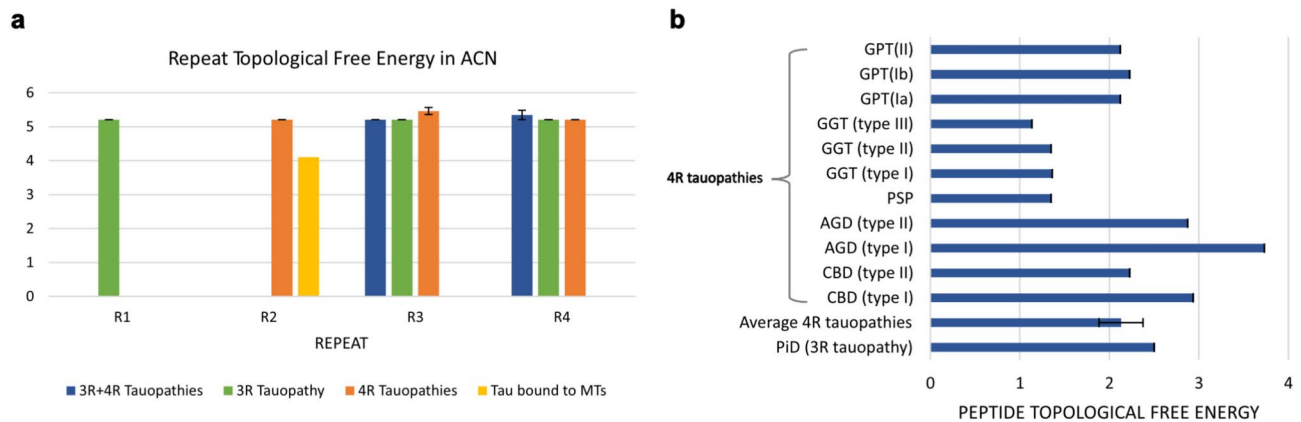 a
Repeat Topological Free Energy in ACN
6
5
4
3
2
1
0
R1 R2 R3 R4
REPEAT
3R+4R Tauopathies 3R Tauopathy 4R Tauopathies Tau bound to MTs
b
4R tauopathies
GPT(II)
GPT(Ib)
GPT(Ia)
GGT (type III)
GGT (type II)
GGT (type I)
PSP
AGD (type II)
AGD (type I)
CBD (type II)
CBD (type I)
Average 4R tauopathies
PiD (3R tauopathy)
0 1 2 3 4
PEPTIDE TOPOLOGICAL FREE ENERGY